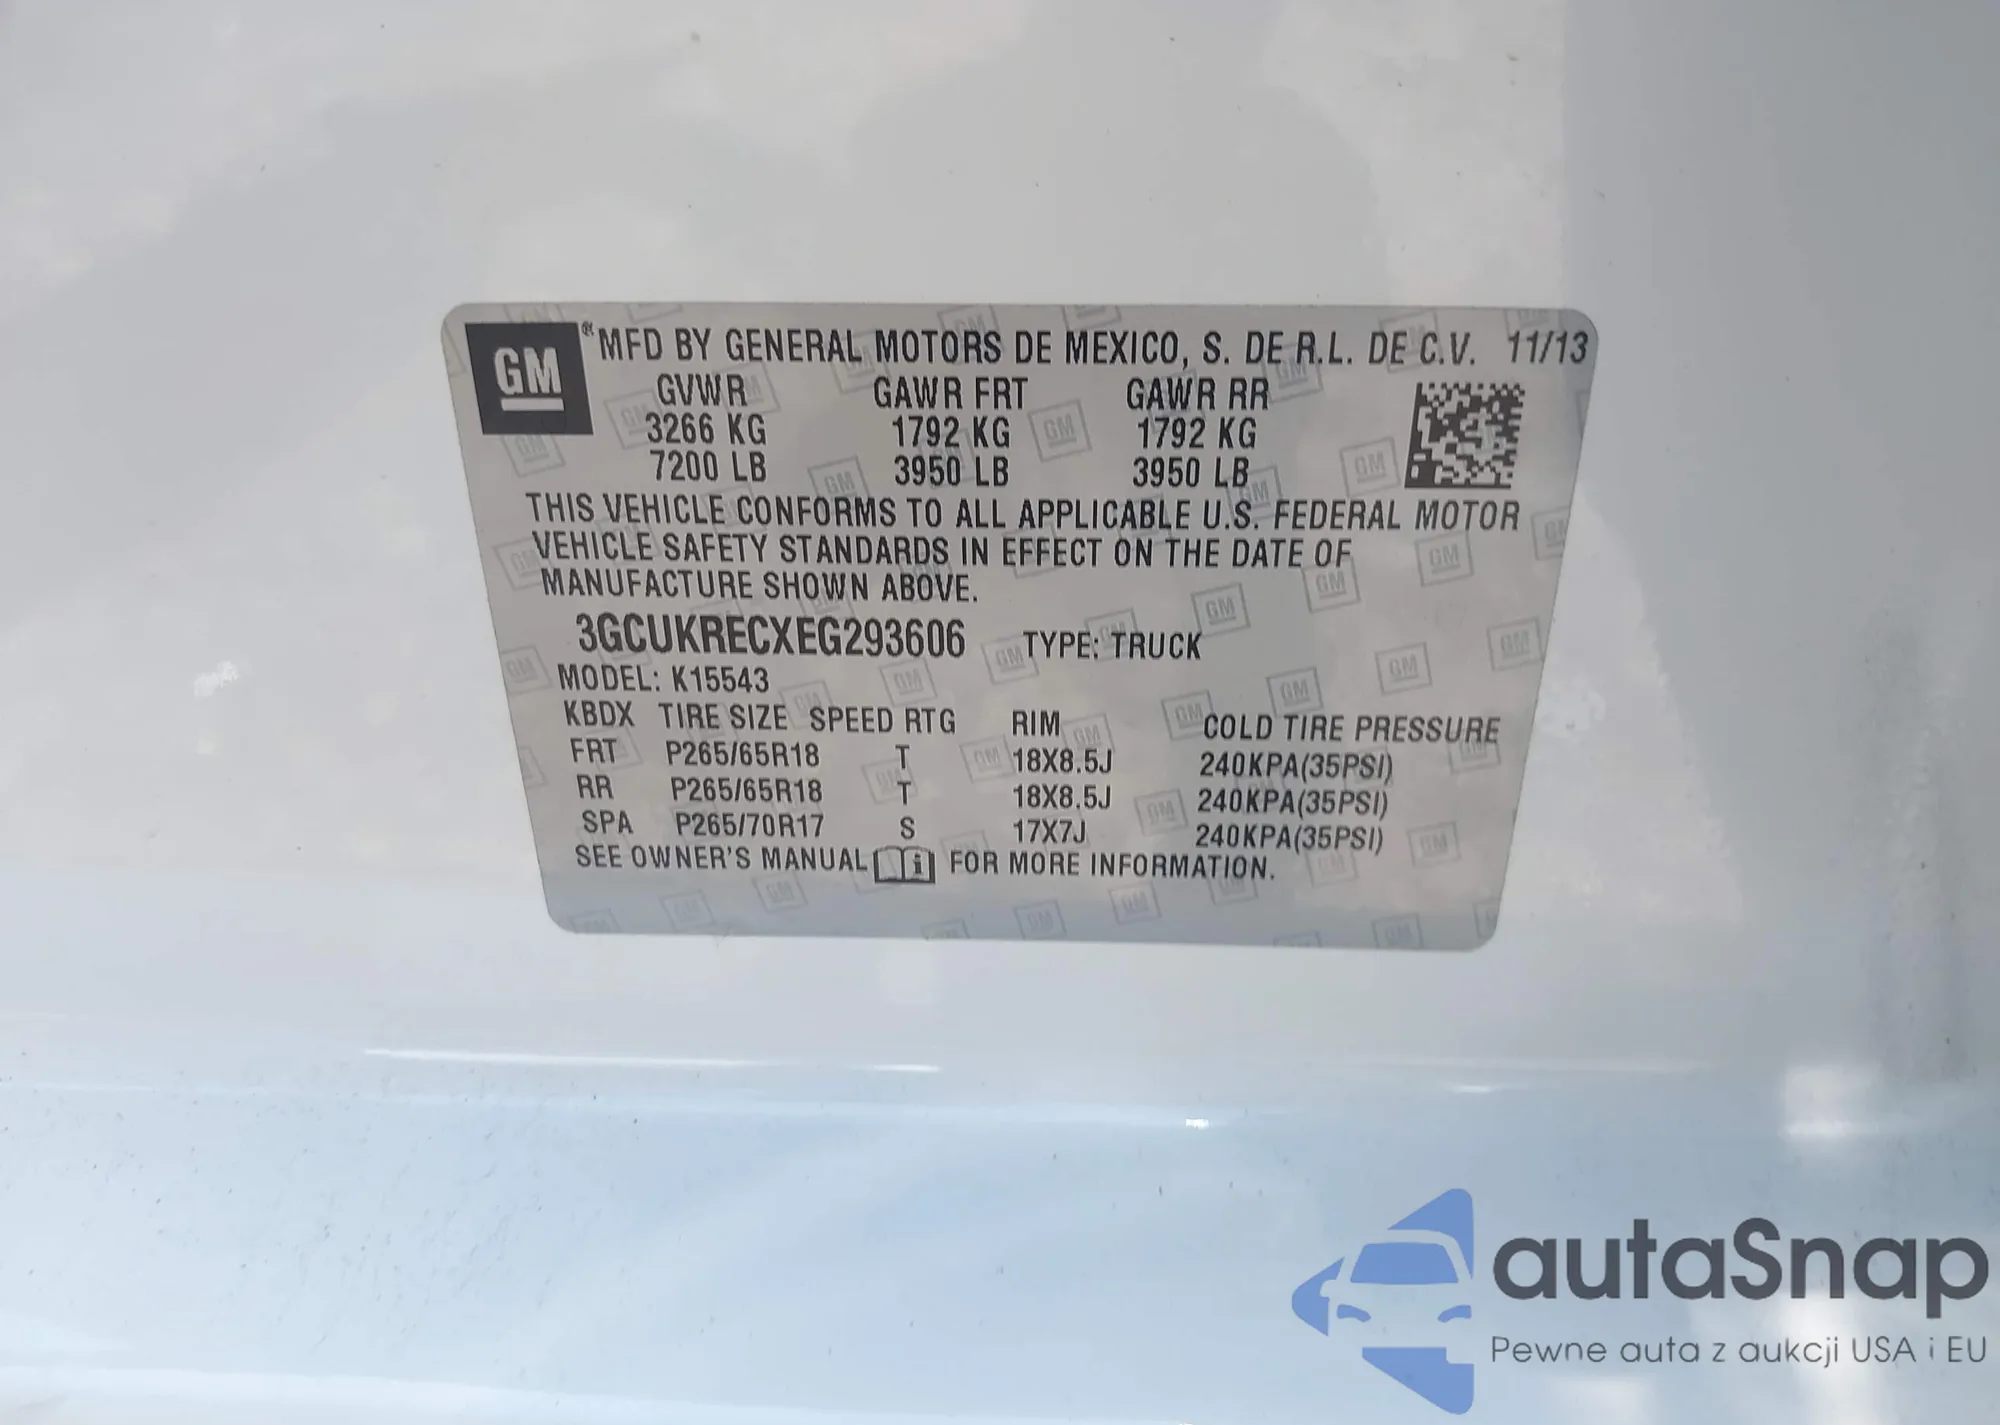 GM ® MFD BY GENERAL MOTORS DE MEXICO, S. DE R.L. DE C.V. 11/13
GVWR GAWR FRT GAWR RR
3266 KG 1792 KG 1792 KG
7200 LB 3950 LB 3950 LB
THIS VEHICLE CONFORMS TO ALL APPLICABLE U.S. FEDERAL MOTOR
VEHICLE SAFETY STANDARDS IN EFFECT ON THE DATE OF
MANUFACTURE SHOWN ABOVE.
3GCUKRECXEG293606 TYPE: TRUCK
MODEL: K15543
KBDX TIRE SIZE SPEED RTG RIM COLD TIRE PRESSURE
FRT P265/65R18 T 18X8.5J 240KPA(35PSI)
RR P265/65R18 T 18X8.5J 240KPA(35PSI)
SPA P265/70R17 S 17X7J 240KPA(35PSI)
SEE OWNER'S MANUAL i FOR MORE INFORMATION.
autaSnap
Pewne auta z aukcji USA i EU